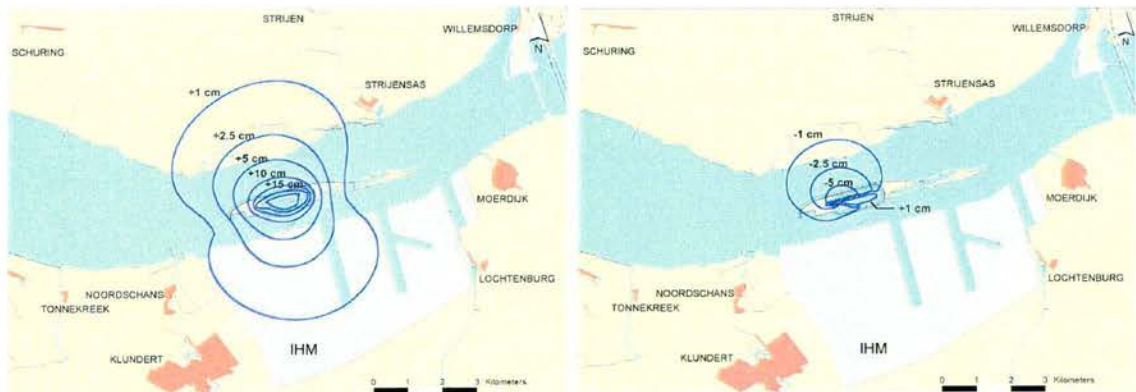 STRIJEN
WILLEMSDORP
N
SCHURING
+1 cm
STRIJENSAS
+2.5 cm
+5 cm
+10 cm
+15 cm
MOERDIJK
LOCHTENBURG
NOORDSCHANS
TONNEKREEK
KLUNDERT
IHM
0 1 2 3 Kilometers
STRIJEN
WILLEMSDORP
N
SCHURING
STRIJENSAS
-1 cm
-2.5 cm
-5 cm
+1 cm
MOERDIJK
LOCHTENBURG
NOORDSCHANS
TONNEKREEK
KLUNDERT
IHM
0 1 2 3 Kilometers